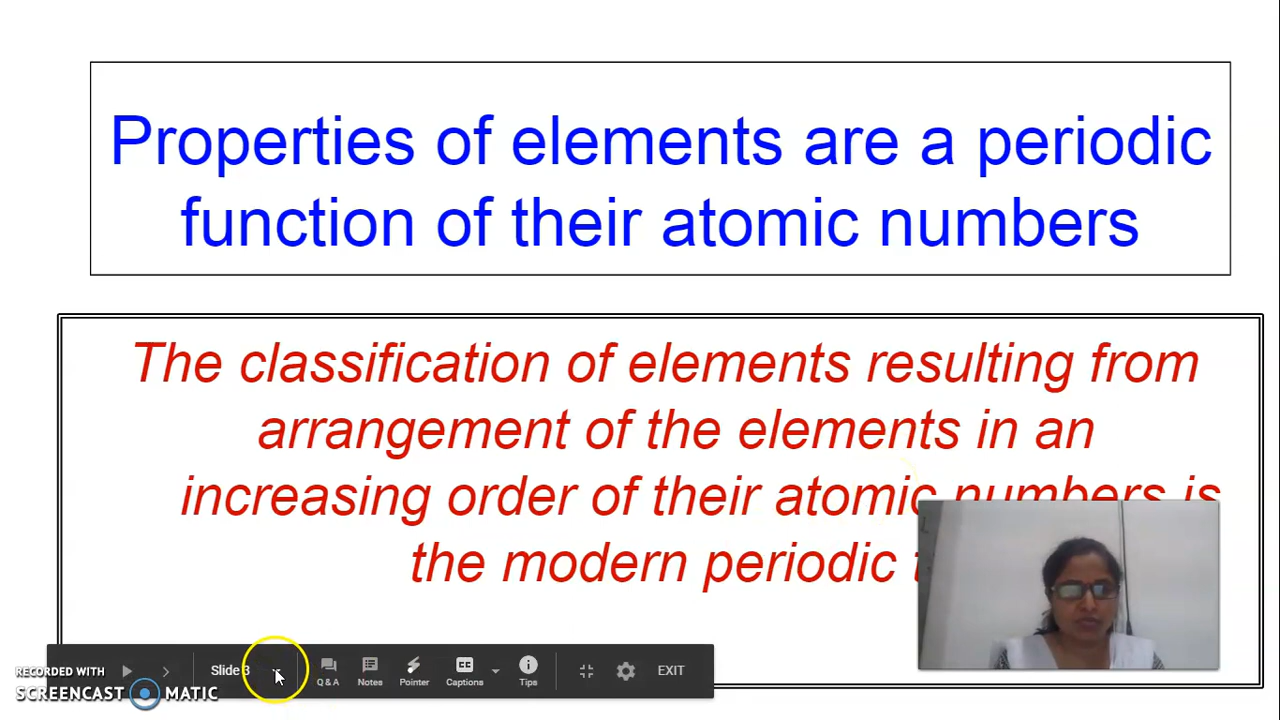 Properties of elements are a periodic
function of their atomic numbers
The classification of elements resulting from
arrangement of the elements in an
increasing order of their atomic numbers is
the modern periodic
RECORDED WITH
SCREENCAST MATIC
Slide 3
Q & A
Notes
Pointer
CC
Captions
Tips
EXIT